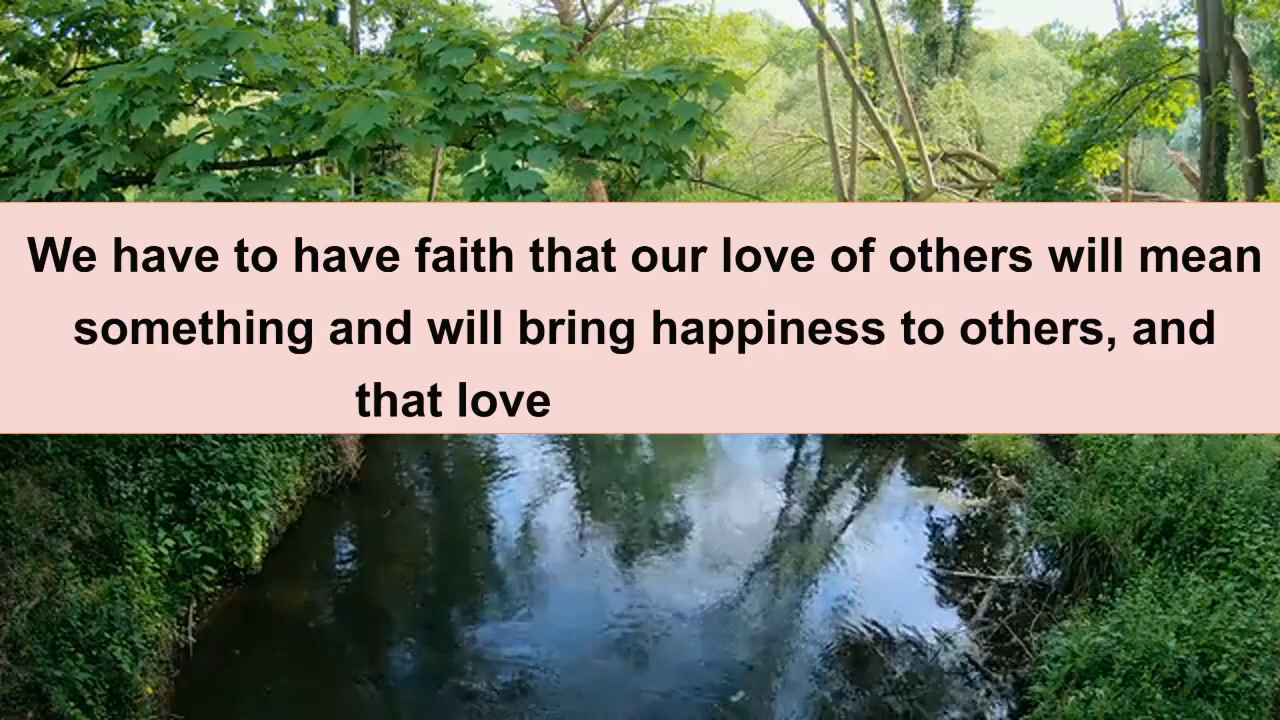 We have to have faith that our love of others will mean
something and will bring happiness to others, and
that love